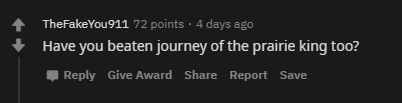 TheFakeYou911 72 points · 4 days ago
Have you beaten journey of the prairie king too?
Reply Give Award Share Report Save